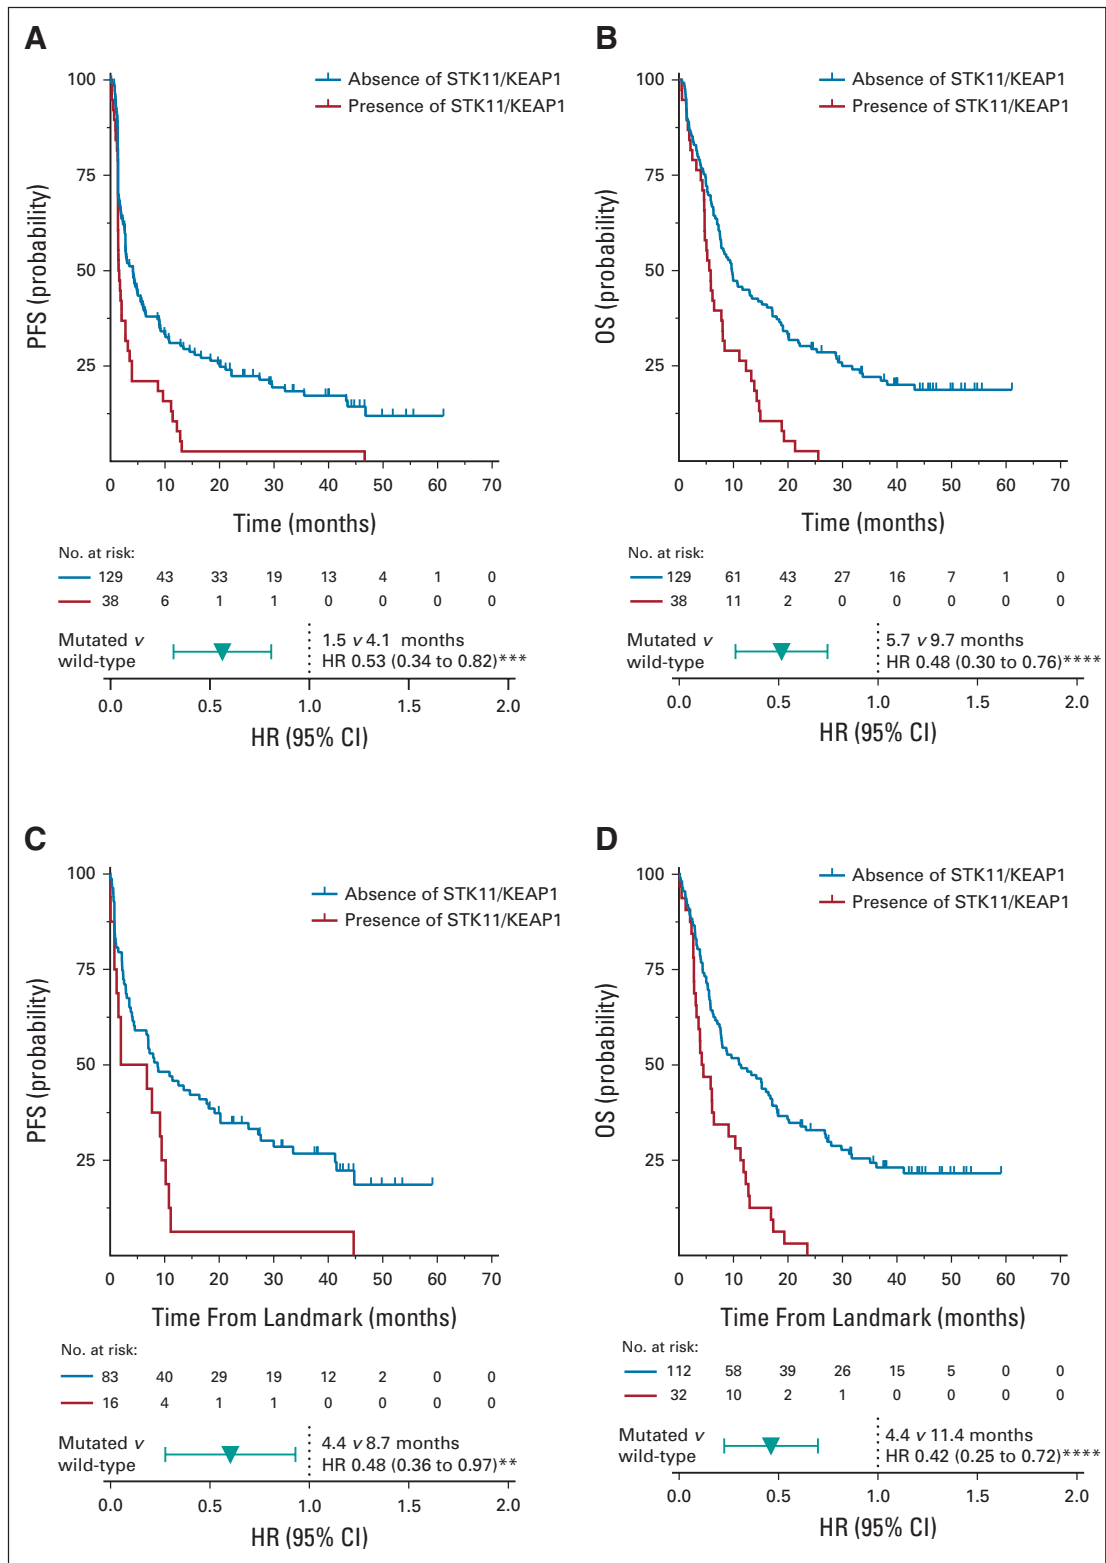 A
Absence of STK11/KEAP1
Presence of STK11/KEAP1
PFS (probability)
100
75
50
25
0 10 20 30 40 50 60 70
Time (months)
No. at risk:
129 43 33 19 13 4 1 0
38 6 1 1 0 0 0 0
Mutated v
wild-type
1.5 v 4.1 months
HR 0.53 (0.34 to 0.82)***
0.0 0.5 1.0 1.5 2.0
HR (95% CI)
B
Absence of STK11/KEAP1
Presence of STK11/KEAP1
OS (probability)
100
75
50
25
0 10 20 30 40 50 60 70
Time (months)
No. at risk:
129 61 43 27 16 7 1 0
38 11 2 0 0 0 0 0
Mutated v
wild-type
5.7 v 9.7 months
HR 0.48 (0.30 to 0.76)****
0.0 0.5 1.0 1.5 2.0
HR (95% CI)
C
Absence of STK11/KEAP1
Presence of STK11/KEAP1
PFS (probability)
100
75
50
25
0 10 20 30 40 50 60 70
Time From Landmark (months)
No. at risk:
83 40 29 19 12 2 0 0
16 4 1 1 0 0 0 0
Mutated v
wild-type
4.4 v 8.7 months
HR 0.48 (0.36 to 0.97)**
0.0 0.5 1.0 1.5 2.0
HR (95% CI)
D
Absence of STK11/KEAP1
Presence of STK11/KEAP1
OS (probability)
100
75
50
25
0 10 20 30 40 50 60 70
Time From Landmark (months)
No. at risk:
112 58 39 26 15 5 0 0
32 10 2 1 0 0 0 0
Mutated v
wild-type
4.4 v 11.4 months
HR 0.42 (0.25 to 0.72)****
0.0 0.5 1.0 1.5 2.0
HR (95% CI)